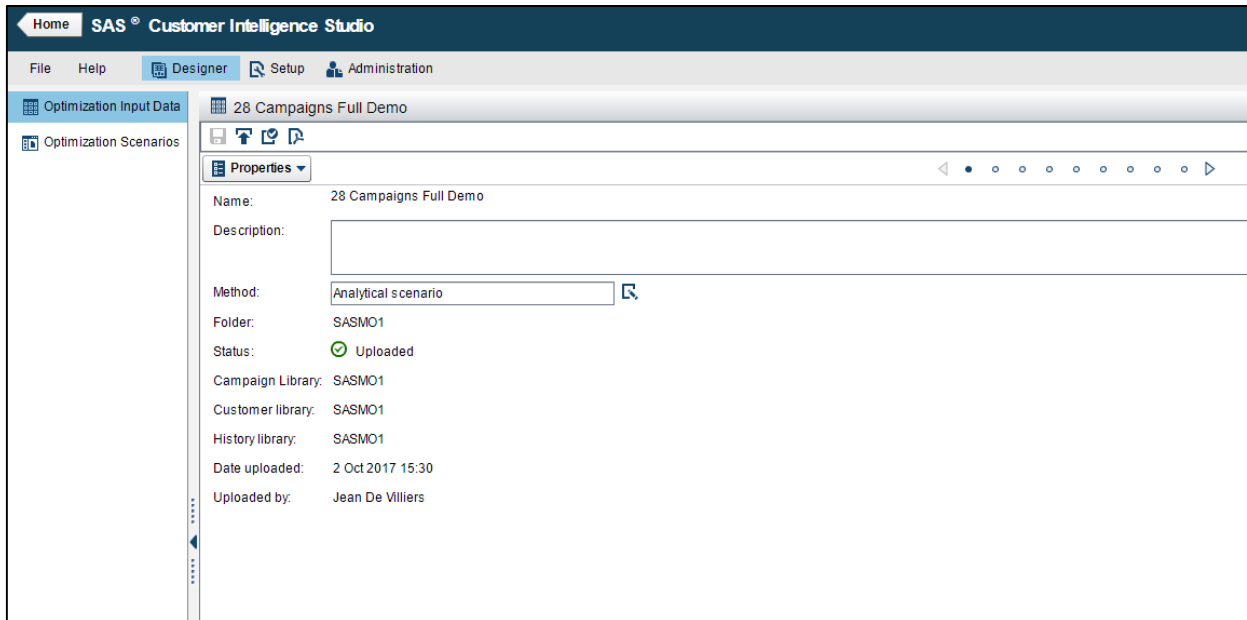 Home SAS ® Customer Intelligence Studio
File Help Designer Setup Administration
Optimization Input Data
Optimization Scenarios
28 Campaigns Full Demo
Properties
Name: 28 Campaigns Full Demo
Description:
Method: Analytical scenario
Folder: SASMO1
Status: Uploaded
Campaign Library: SASMO1
Customer library: SASMO1
History library: SASMO1
Date uploaded: 2 Oct 2017 15:30
Uploaded by: Jean De Villiers